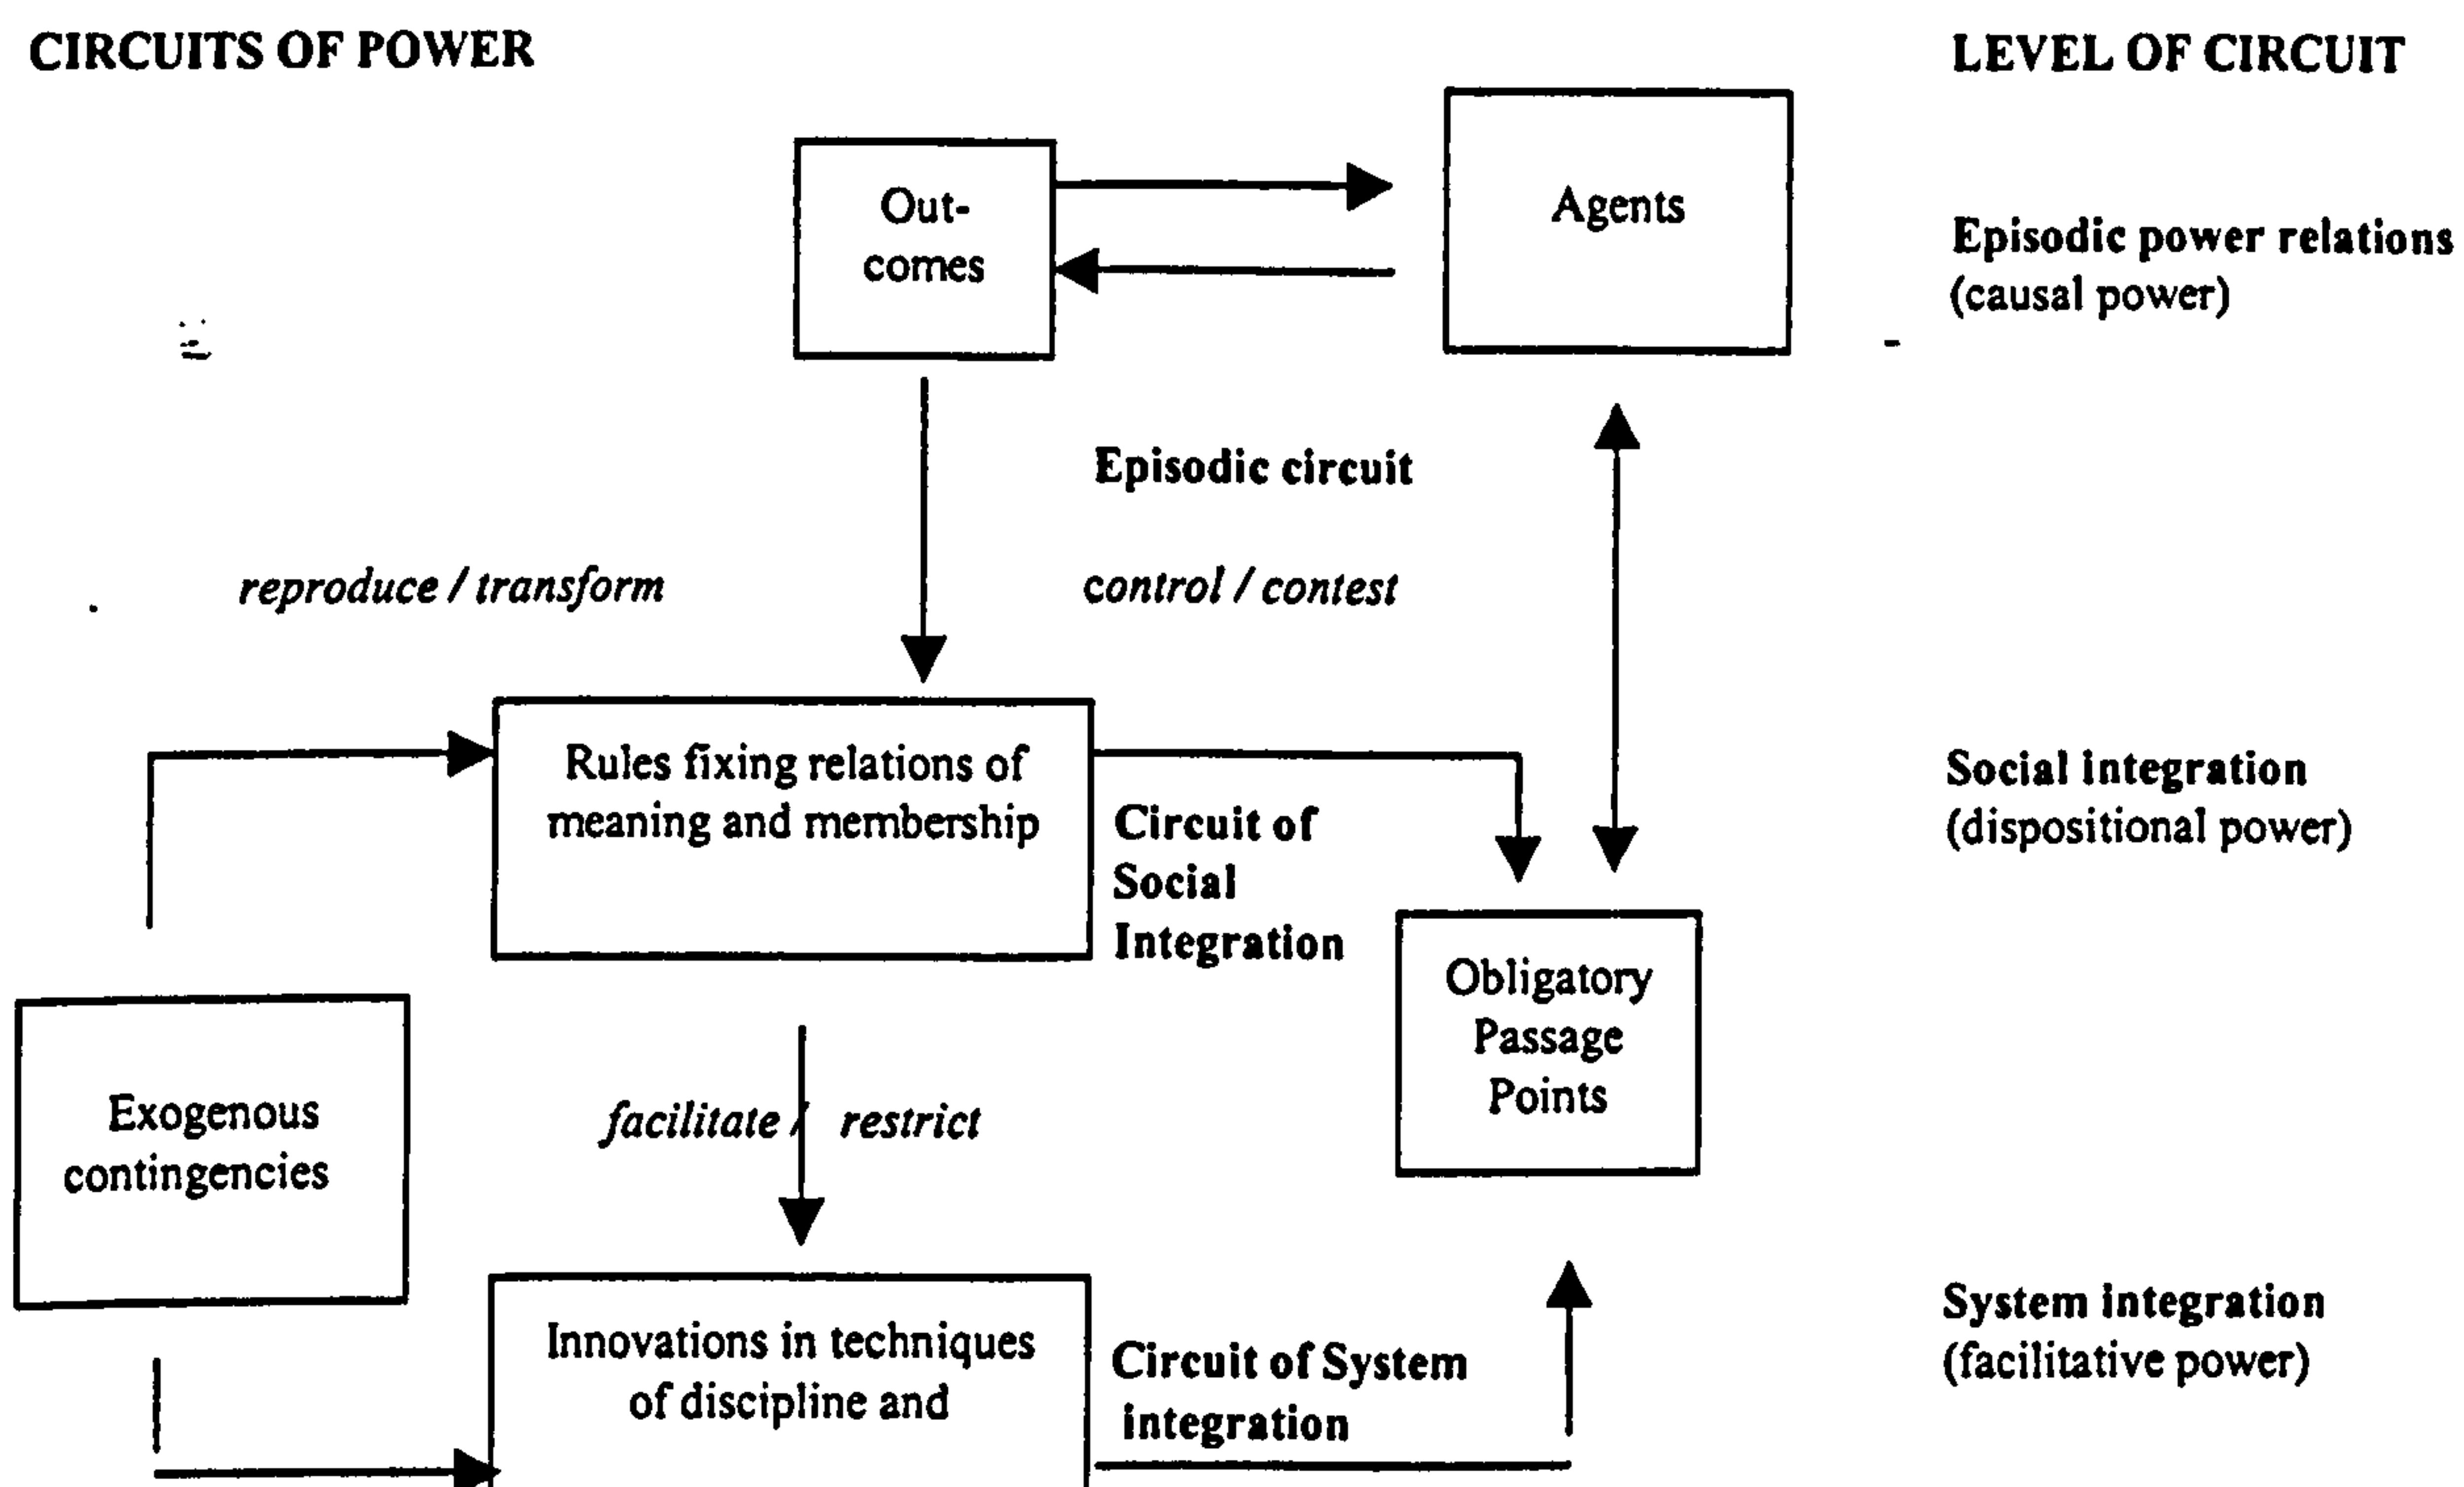 CIRCUITS OF POWER
LEVEL OF CIRCUIT
Out-
comes
Agents
Episodic power relations
(causal power)
Episodic circuit
reproduce / transform
control / contest
Rules fixing relations of
meaning and membership
Circuit of
Social
Integration
Social integration
(dispositional power)
Obligatory
Passage
Points
Exogenous
contingencies
facilitate / restrict
Innovations in techniques
of discipline and
Circuit of System
integration
System integration
(facilitative power)